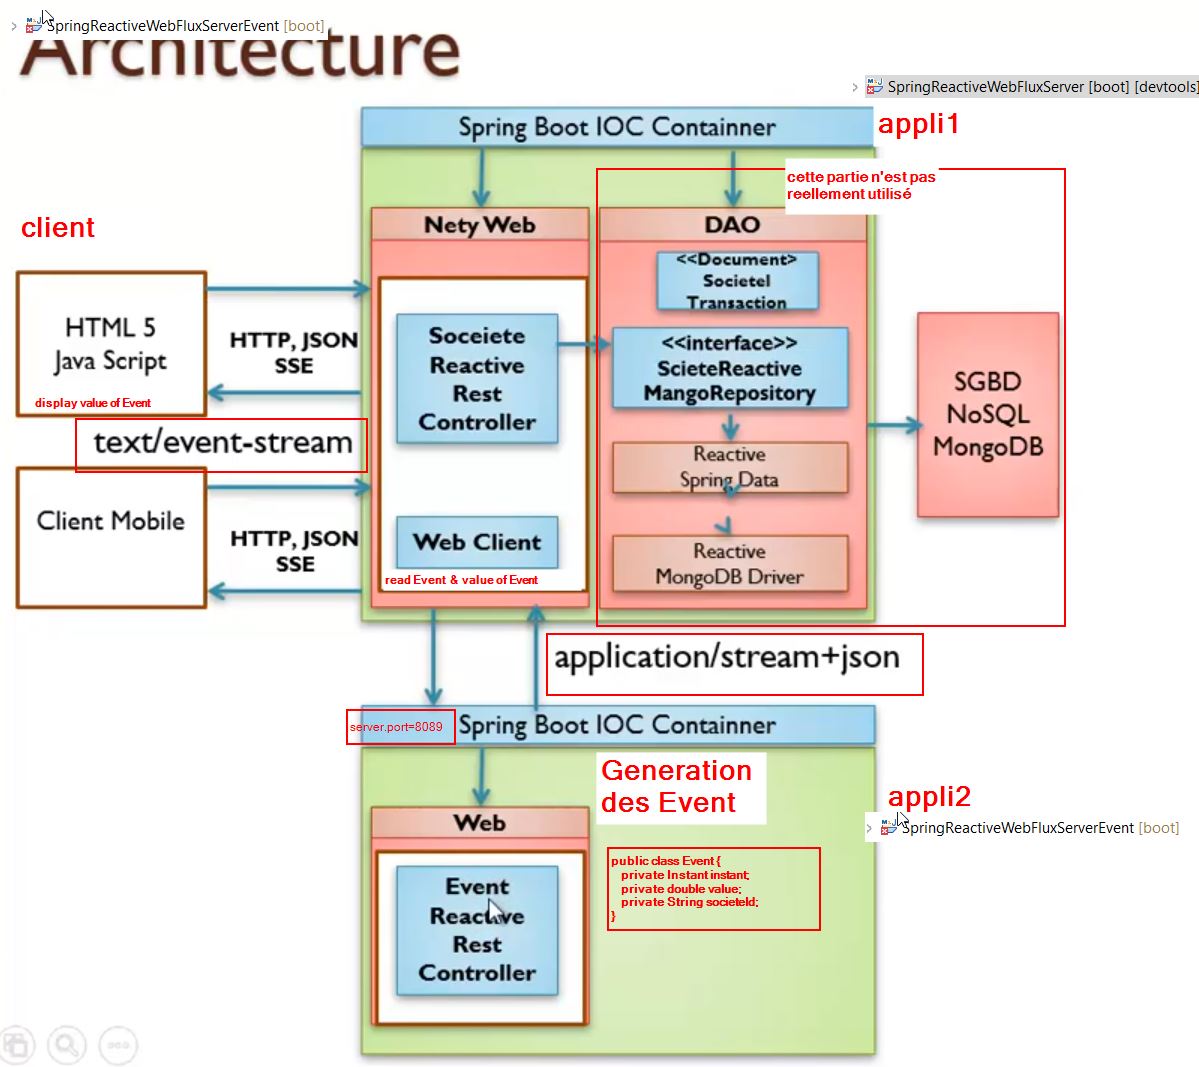 SpringReactiveWebFluxServerEvent [boot]
Architecture
SpringReactiveWebFluxServer [boot] [devtools]
Spring Boot IOC Containner
appli1
cette partie n'est pas
reellement utilisé
client
Nety Web
DAO
<<Document>
Societel
Transaction
HTML 5
Java Script
display value of Event
HTTP, JSON
SSE
Soceiete
Reactive
Rest
Controller
<<interface>>
ScieteReactive
MangoRepository
SGBD
NoSQL
MongoDB
text/event-stream
Reactive
Spring Data
Client Mobile
HTTP, JSON
SSE
Web Client
read Event & value of Event
Reactive
MongoDB Driver
application/stream+json
server.port=8089
Spring Boot IOC Containner
Generation
des Event
appli2
SpringReactiveWebFluxServerEvent [boot]
Web
Event
Reactive
Rest
Controller
public class Event {
private Instant instant;
private double value;
private String societeId;
}